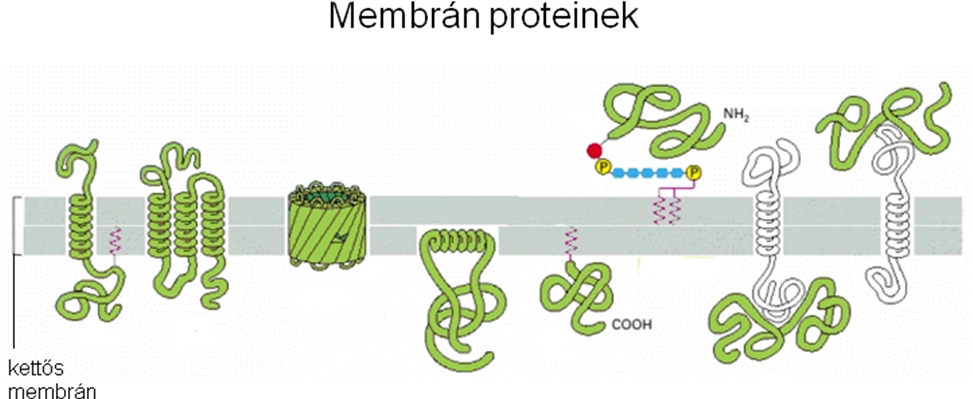 Membrán proteinek
NH₂
P
P
COOH
kettős
membrán